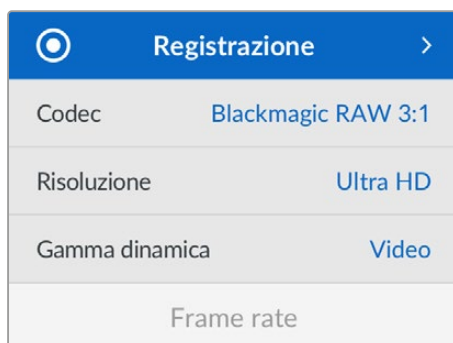 Registrazione
Codec Blackmagic RAW 3:1
Risoluzione Ultra HD
Gamma dinamica Video
Frame rate